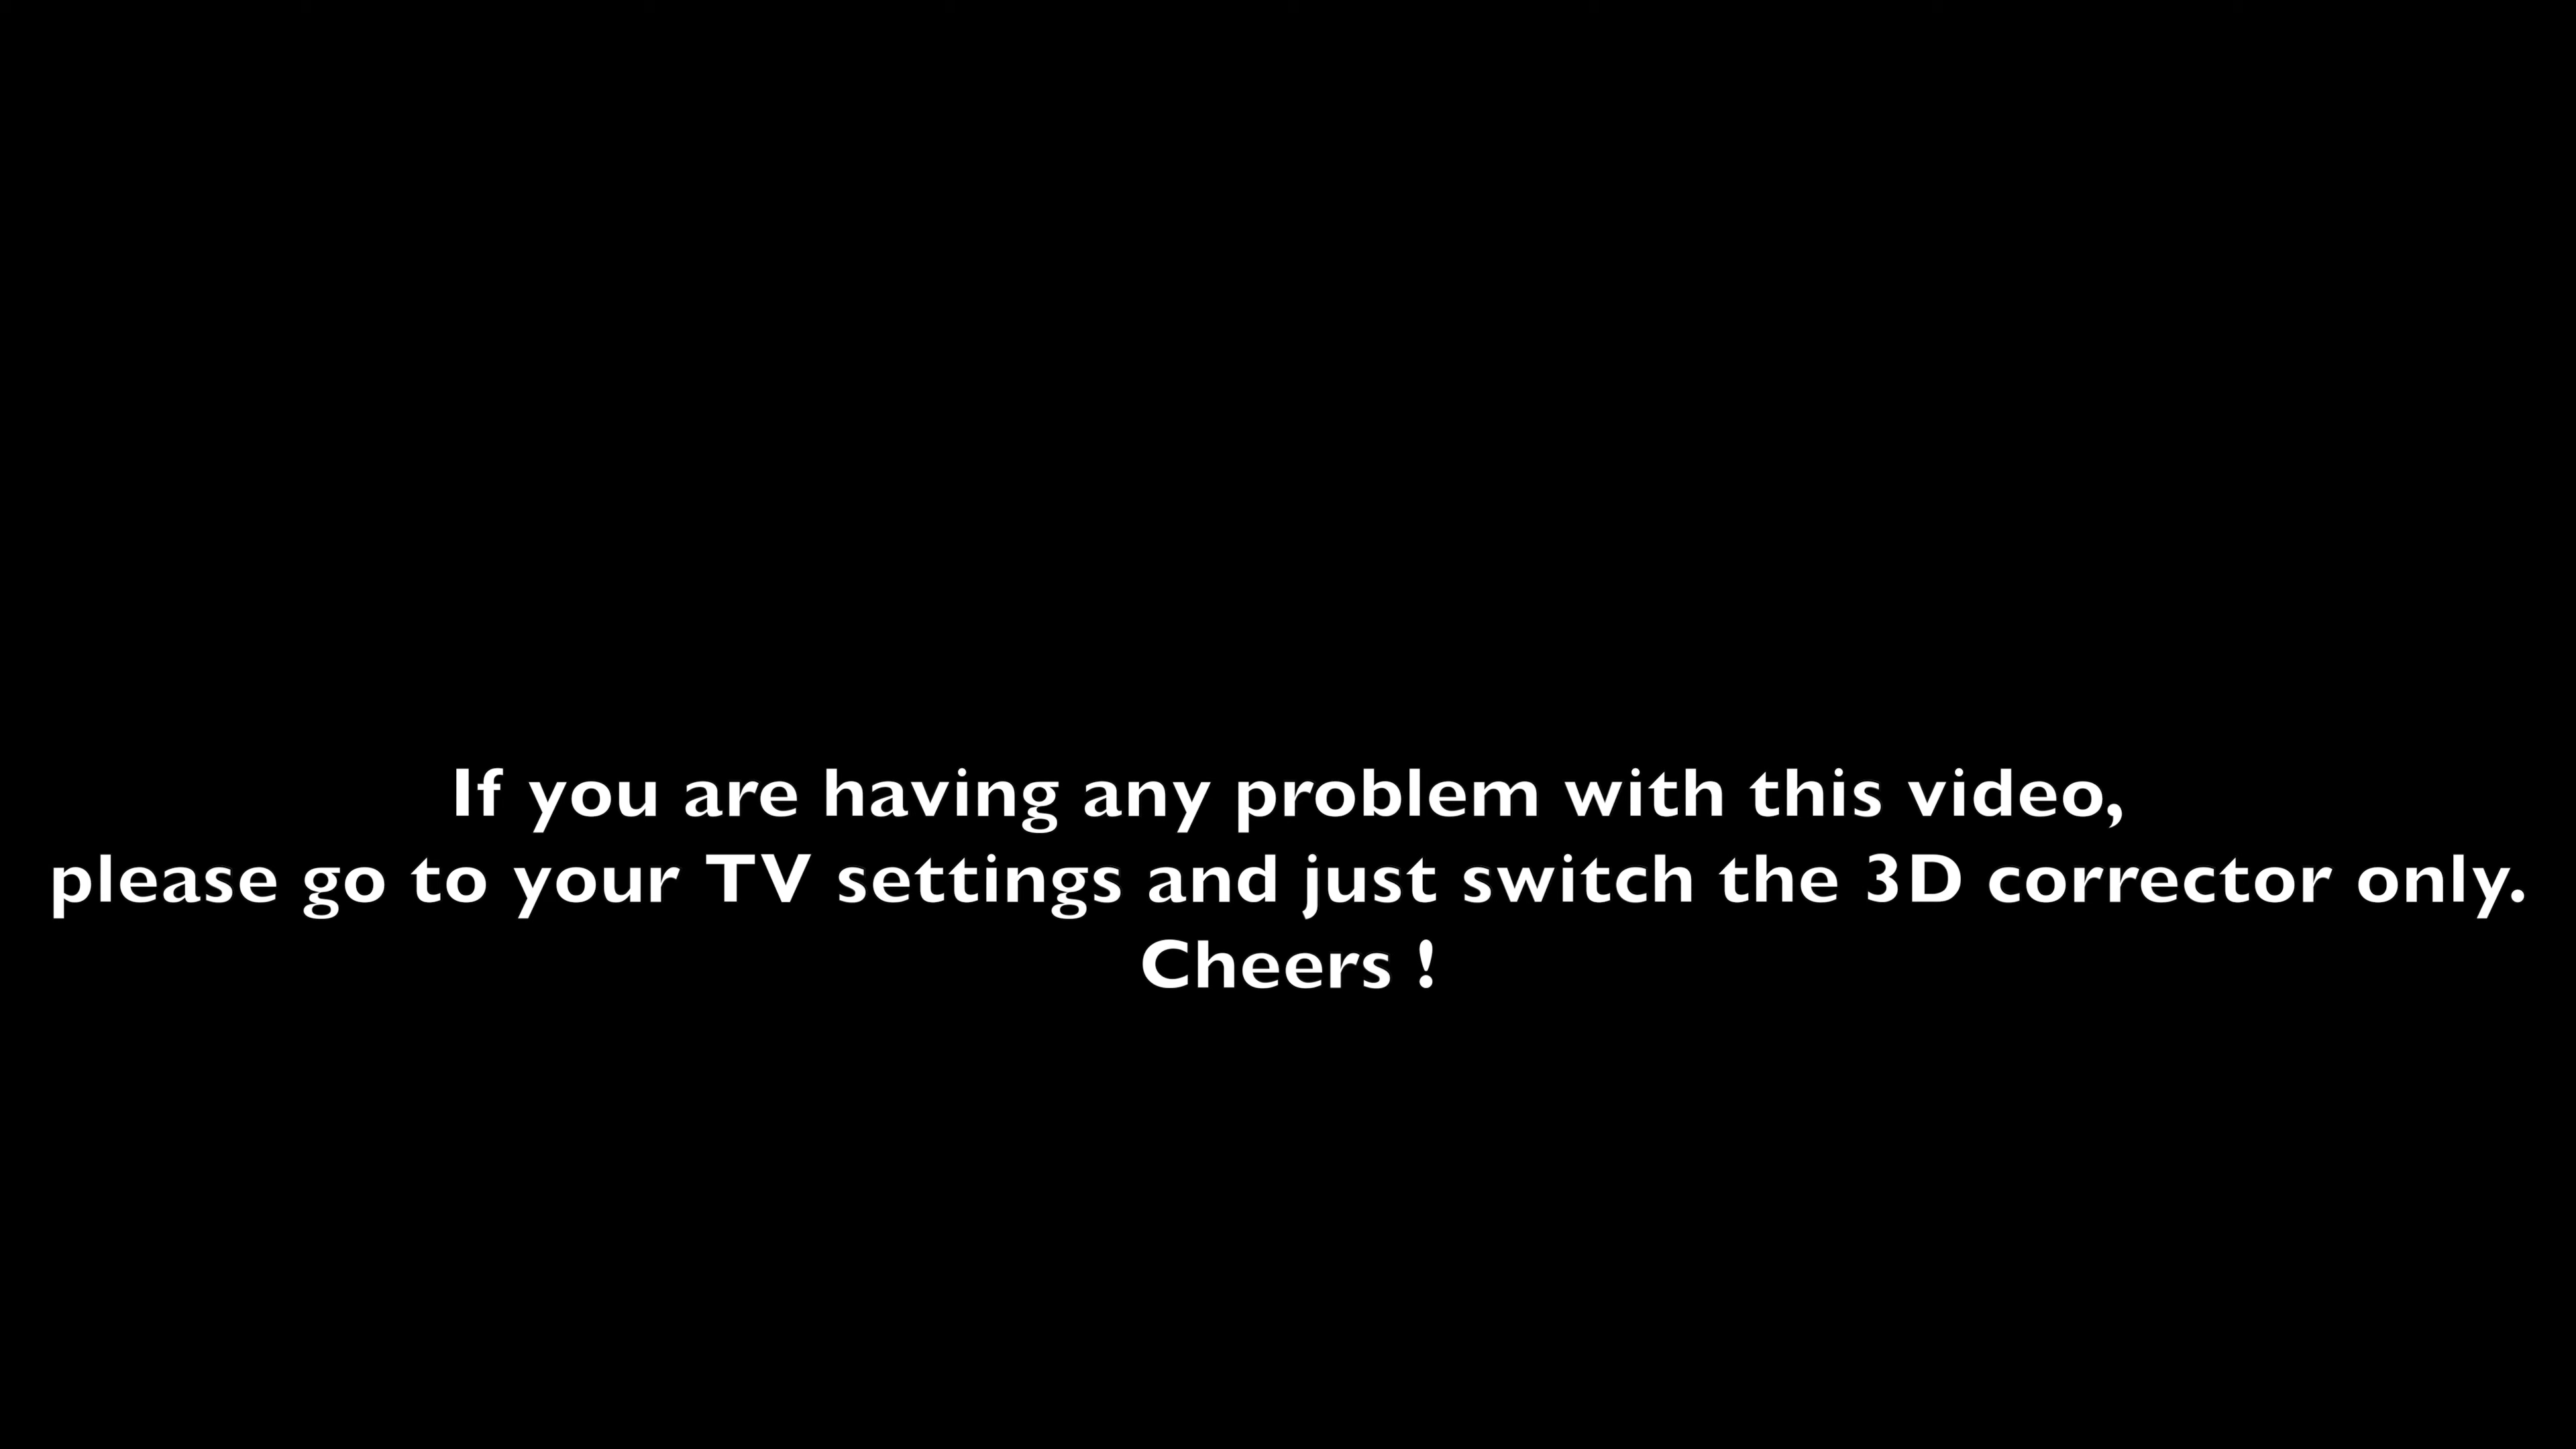 If you are having any problem with this video,
please go to your TV settings and just switch the 3D corrector only.
Cheers !